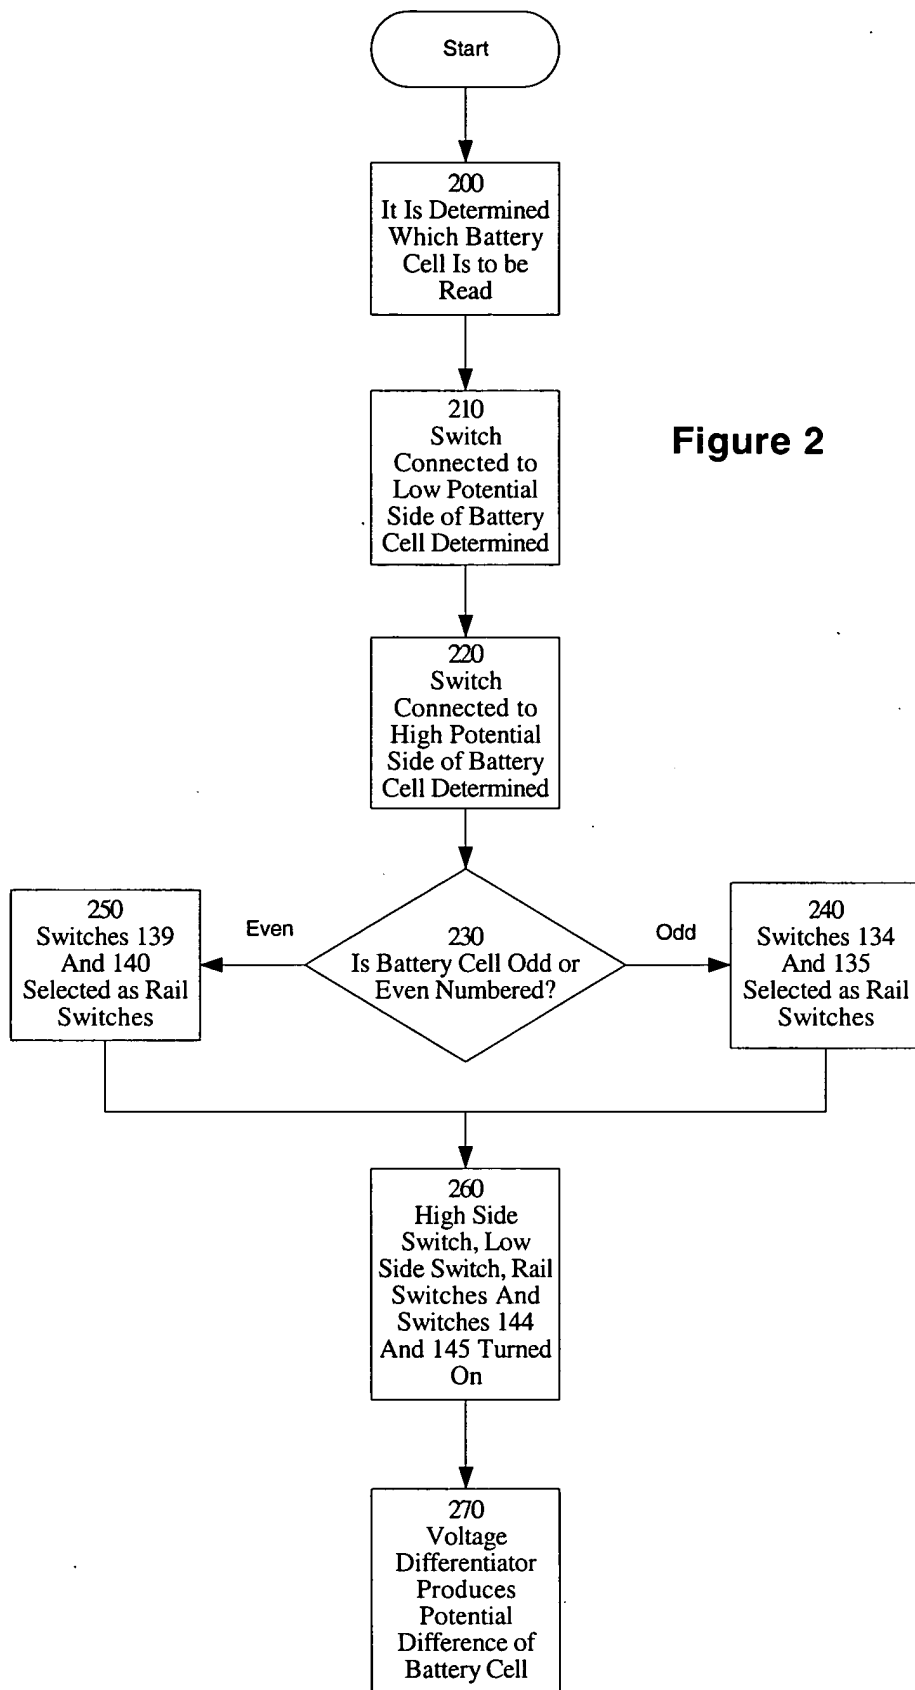 Start
200
It Is Determined
Which Battery
Cell Is to be
Read
210
Switch
Connected to
Low Potential
Side of Battery
Cell Determined
Figure 2
220
Switch
Connected to
High Potential
Side of Battery
Cell Determined
250
Switches 139
And 140
Selected as Rail
Switches
Even
230
Is Battery Cell Odd or
Even Numbered?
Odd
240
Switches 134
And 135
Selected as Rail
Switches
260
High Side
Switch, Low
Side Switch, Rail
Switches And
Switches 144
And 145 Turned
On
270
Voltage
Differentiator
Produces
Potential
Difference of
Battery Cell